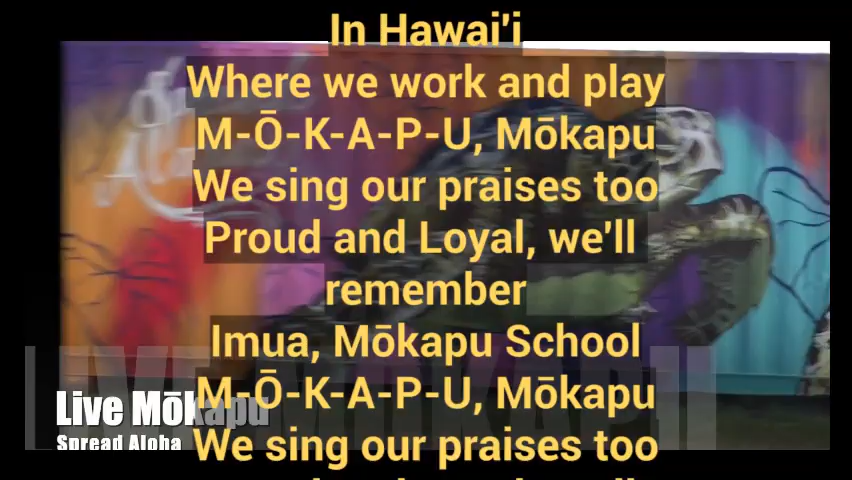 In Hawai'i
Where we work and play
M-Ō-K-A-P-U, Mōkapu
We sing our praises too
Proud and Loyal, we'll
remember
Imua, Mōkapu School
M-Ō-K-A-P-U, Mōkapu
We sing our praises too
Live Mōkapu
Spread Aloha